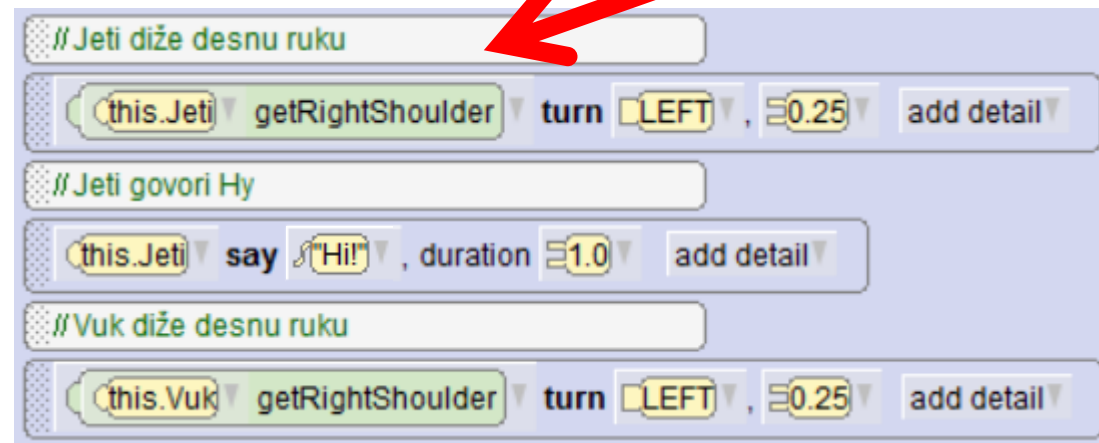 //Jeti diže desnu ruku
this.Jeti getRightShoulder turn LEFT , 0.25 add detail
//Jeti govori Hy
this.Jeti say "Hi!" , duration 1.0 add detail
//Vuk diže desnu ruku
this.Vuk getRightShoulder turn LEFT , 0.25 add detail